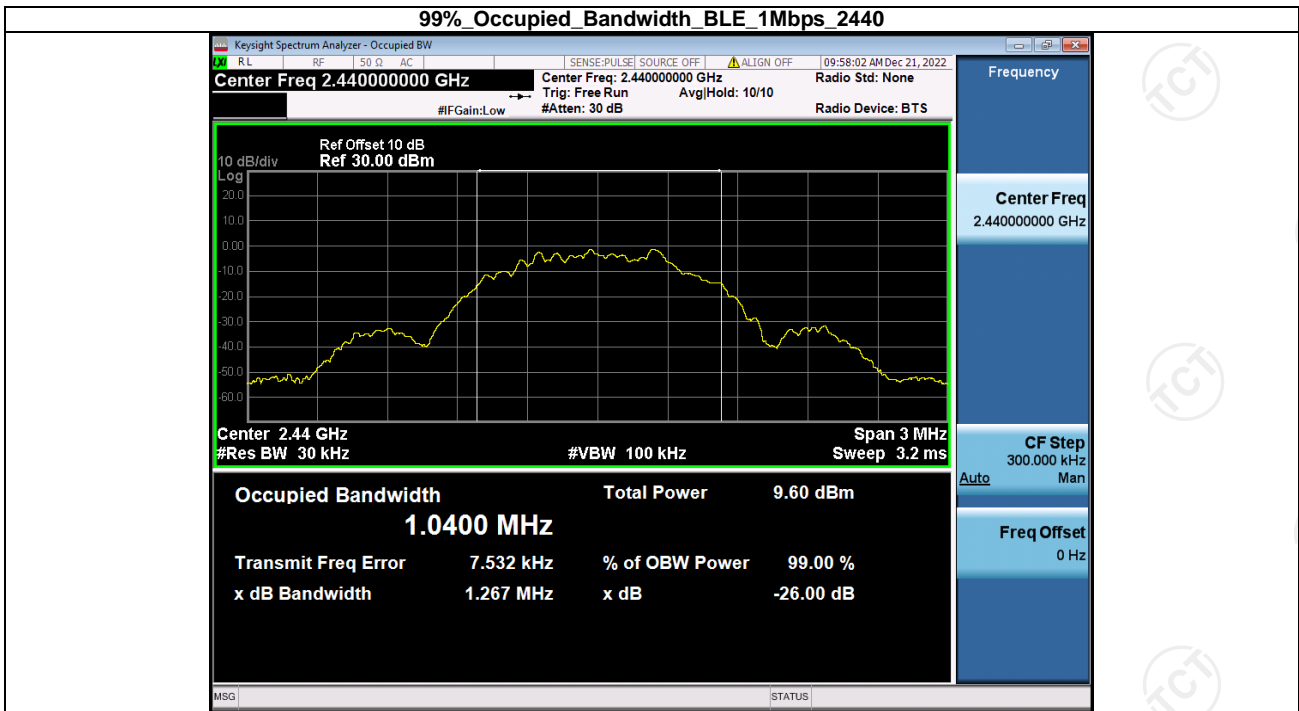 99%_Occupied_Bandwidth_BLE_1Mbps_2440
Keysight Spectrum Analyzer - Occupied BW
LXI RL RF 50 Ω AC SENSE:PULSE SOURCE OFF ALIGN OFF 09:58:02 AM Dec 21, 2022
Center Freq 2.440000000 GHz
Center Freq: 2.440000000 GHz Radio Std: None
Trig: Free Run Avg|Hold: 10/10
#IFGain:Low #Atten: 30 dB Radio Device: BTS
Frequency
Ref Offset 10 dB
10 dB/div Ref 30.00 dBm
Log
20.0
10.0
0.00
-10.0
-20.0
-30.0
-40.0
-50.0
-60.0
Center 2.44 GHz Span 3 MHz
#Res BW 30 kHz #VBW 100 kHz Sweep 3.2 ms
Center Freq
2.440000000 GHz
CF Step
300.000 kHz
Auto Man
Freq Offset
0 Hz
Occupied Bandwidth Total Power 9.60 dBm
1.0400 MHz
Transmit Freq Error 7.532 kHz % of OBW Power 99.00 %
x dB Bandwidth 1.267 MHz x dB -26.00 dB
MSG STATUS
TCT
TCT
TCT